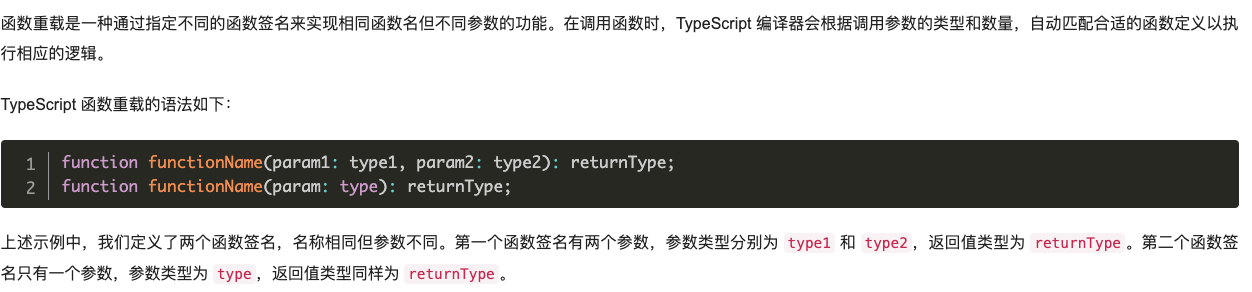 函数重载是一种通过指定不同的函数签名来实现相同函数名但不同参数的功能。在调用函数时，TypeScript 编译器会根据调用参数的类型和数量，自动匹配合适的函数定义以执
行相应的逻辑。
TypeScript 函数重载的语法如下：
1 function functionName(param1: type1, param2: type2): returnType;
2 function functionName(param: type): returnType;
上述示例中，我们定义了两个函数签名，名称相同但参数不同。第一个函数签名有两个参数，参数类型分别为 type1 和 type2，返回值类型为 returnType。第二个函数签
名只有一个参数，参数类型为 type，返回值类型同样为 returnType。